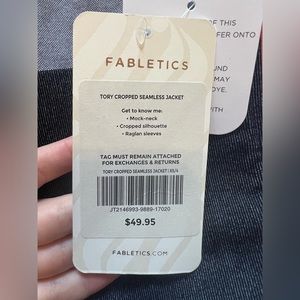 OF THIS
FER ONTO
UND
MAY
DYE.
WITH
FABLETICS
TORY CROPPED SEAMLESS JACKET
Get to know me:
• Mock-neck
• Cropped silhouette
• Raglan sleeves
TAG MUST REMAIN ATTACHED
FOR EXCHANGES & RETURNS
TORY CROPPED SEAMLESS JACKET | XS/4
JT2146993-9889-17020
$49.95
FABLETICS.COM